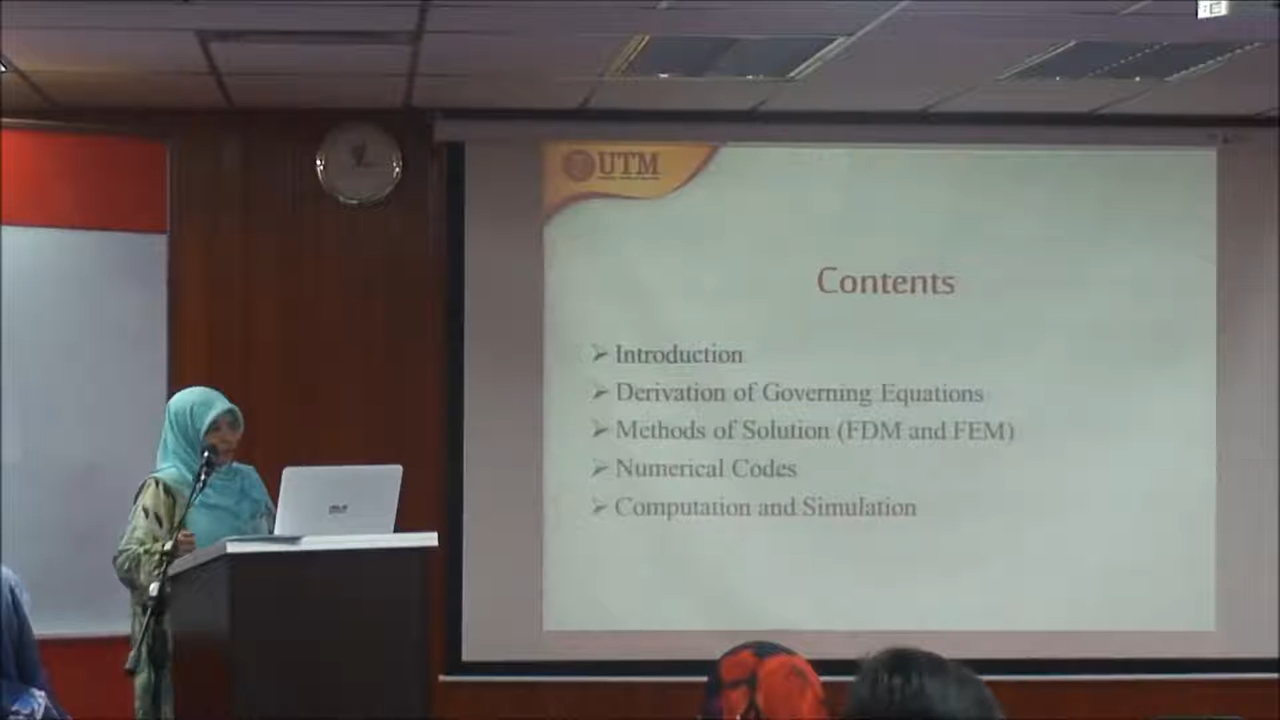 UTM
Contents
➢ Introduction
➢ Derivation of Governing Equations
➢ Methods of Solution (FDM and FEM)
➢ Numerical Codes
➢ Computation and Simulation